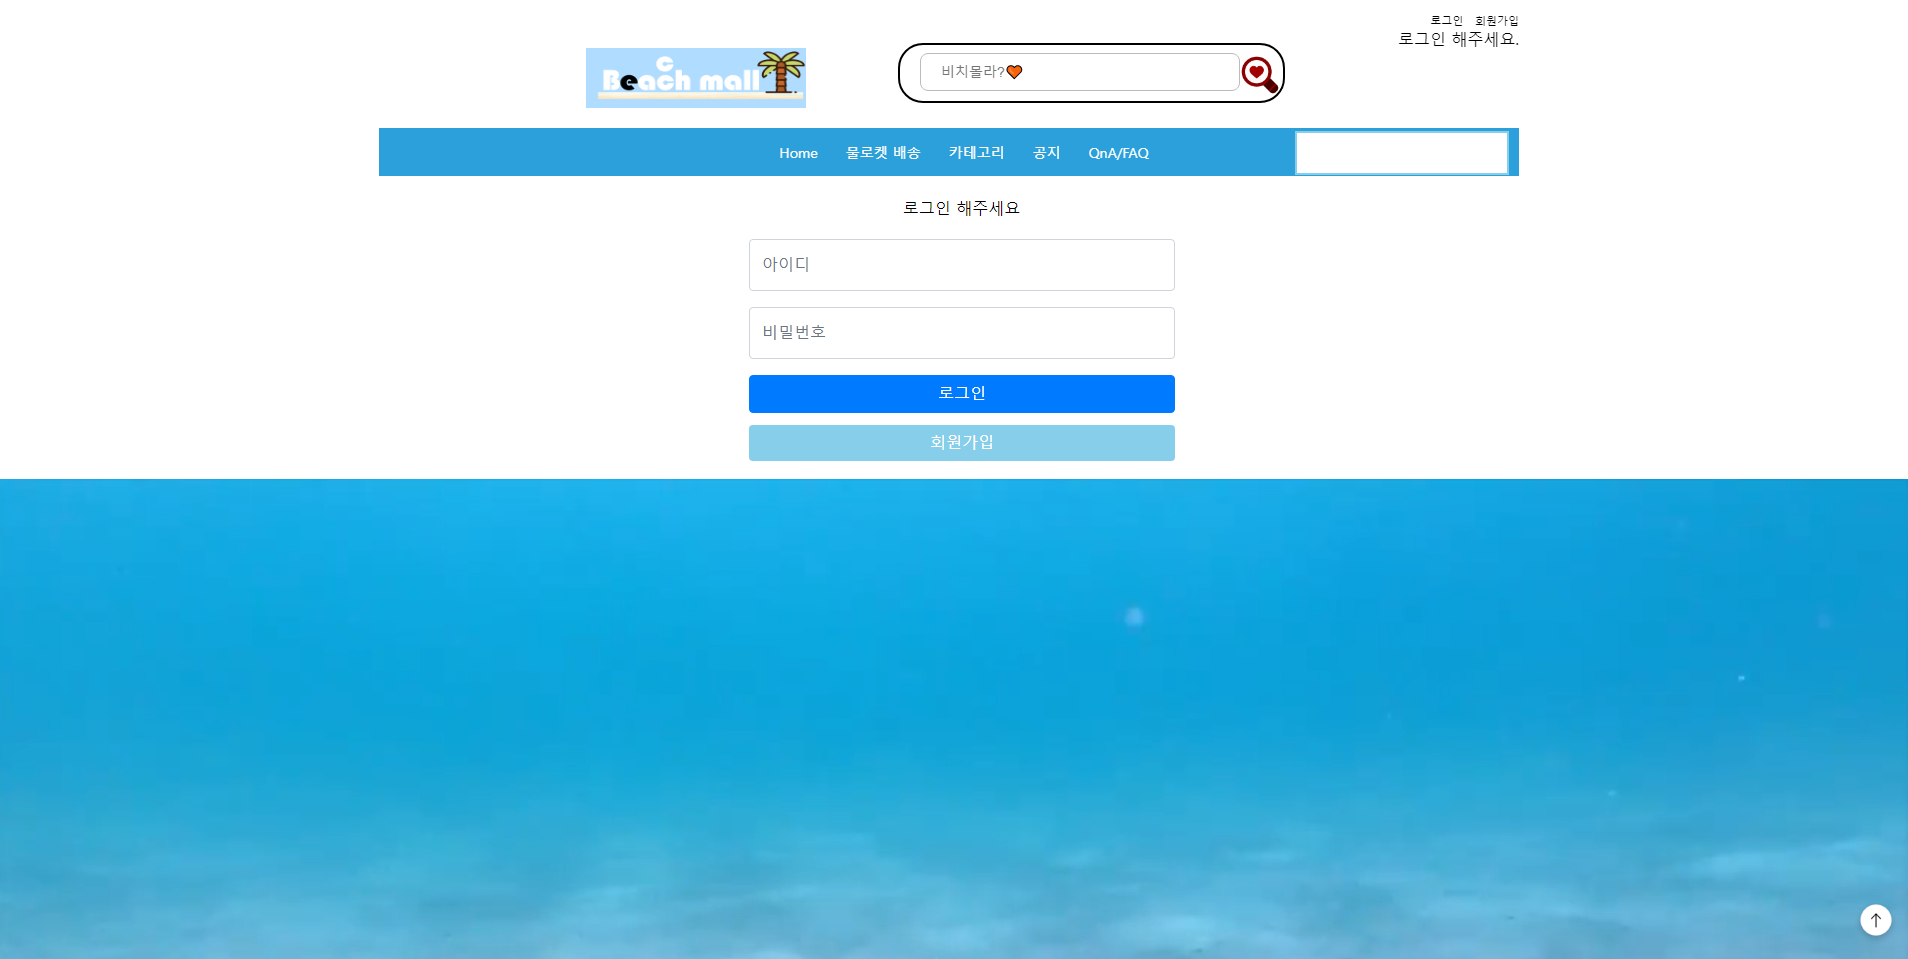 로그인 회원가입
로그인 해주세요.
c
Beach mall
비치몰라?🧡
Home 물로켓 배송 카테고리 공지 QnA/FAQ
로그인 해주세요
아이디
비밀번호
로그인
회원가입